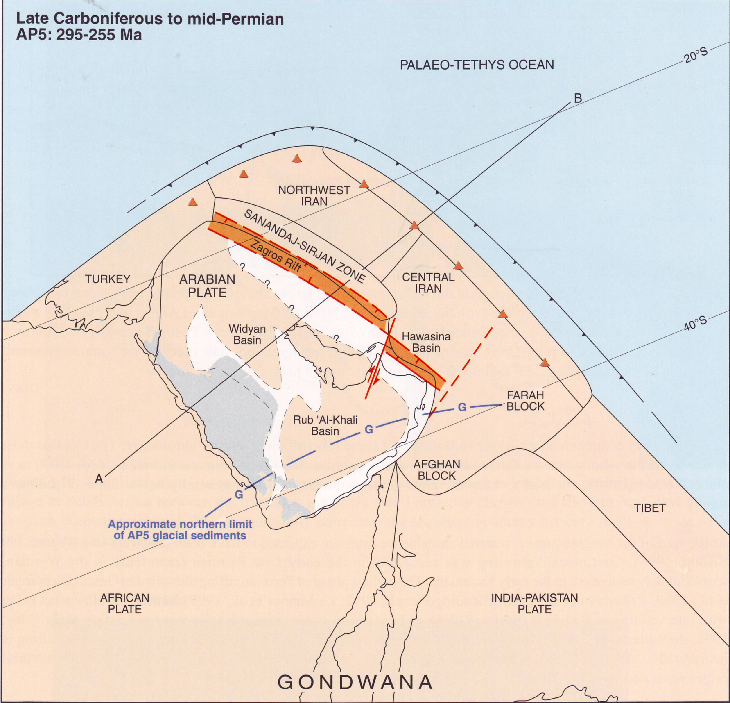 Late Carboniferous to mid-Permian
AP5: 295-255 Ma
PALAEO-TETHYS OCEAN
20°S
B
NORTHWEST
IRAN
SANANDAJ-SIRJAN ZONE
Zagros Rift
TURKEY
ARABIAN
PLATE
CENTRAL
IRAN
?
?
?
?
?
Widyan
Basin
Hawasina
Basin
40°S
FARAH
BLOCK
Rub 'Al-Khali
Basin
G
G
G
AFGHAN
BLOCK
A
TIBET
Approximate northern limit
of AP5 glacial sediments
AFRICAN
PLATE
INDIA-PAKISTAN
PLATE
GONDWANA